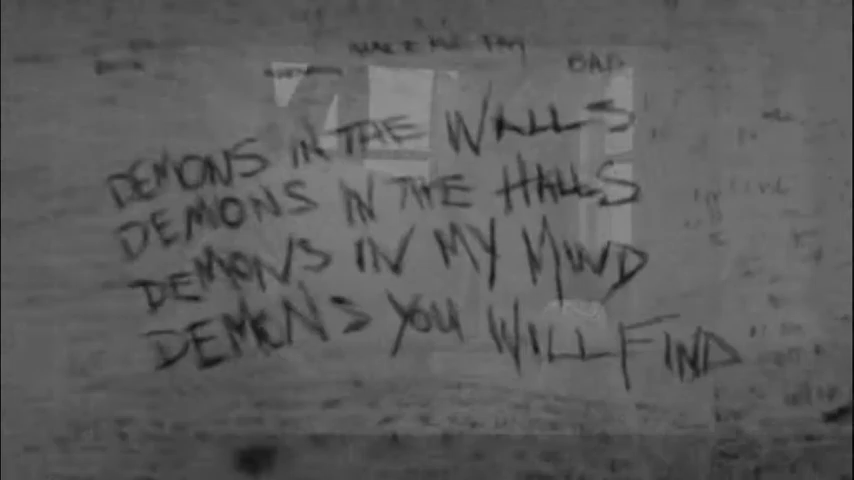 BAD
DEMONS IN THE WALLS
DEMONS IN THE HALLS
DEMONS IN MY MIND
DEMONS YOU WILL FIND